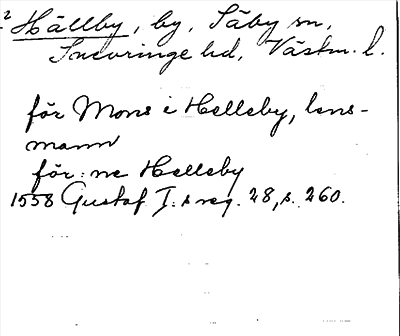 2 Hällby, by, Säby sn,
Snevringe hd, Västm. l.
för Mons i Helleby, lens-
mann
för: ne Helleby
1558 Gustaf I:s reg. 28, s. 260.